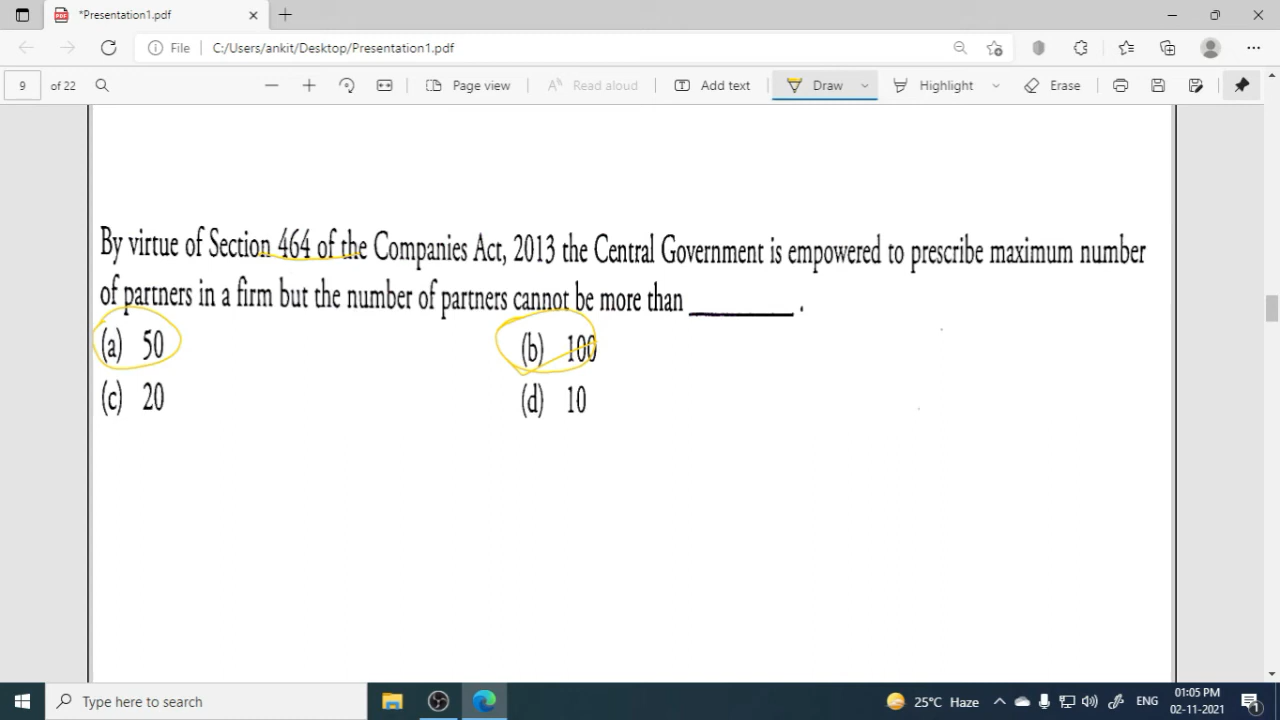 *Presentation1.pdf
File C:/Users/ankit/Desktop/Presentation1.pdf
9 of 22 Page view Read aloud Add text Draw Highlight Erase
By virtue of Section 464 of the Companies Act, 2013 the Central Government is empowered to prescribe maximum number
of partners in a firm but the number of partners cannot be more than ________ .
(a) 50 (b) 100
(c) 20 (d) 10
Type here to search 25°C Haze ENG 01:05 PM
02-11-2021 1